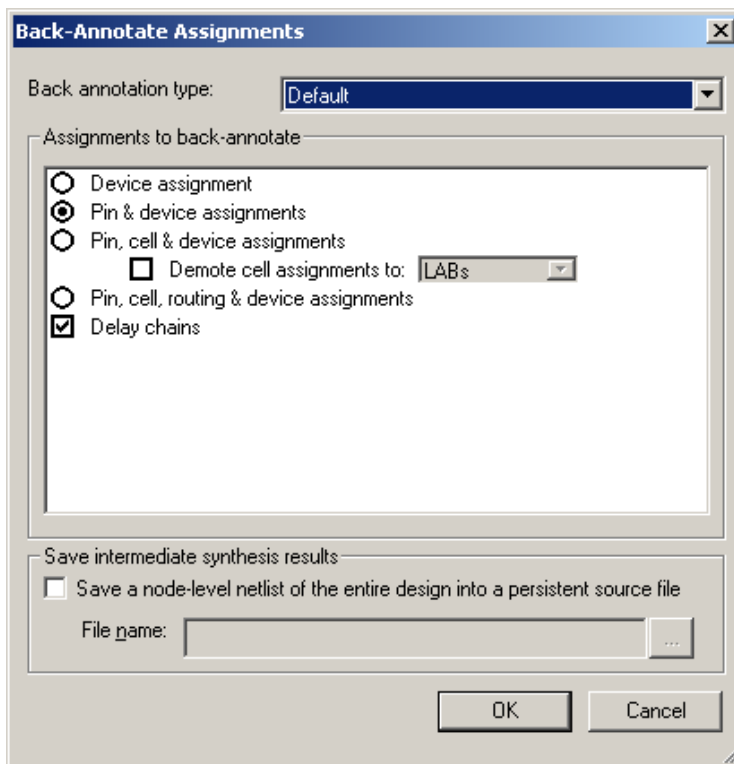 Back-Annotate Assignments
Back annotation type: Default
Assignments to back-annotate
Device assignment
Pin & device assignments
Pin, cell & device assignments
Demote cell assignments to: LABs
Pin, cell, routing & device assignments
Delay chains
Save intermediate synthesis results
Save a node-level netlist of the entire design into a persistent source file
File name: ...
OK Cancel